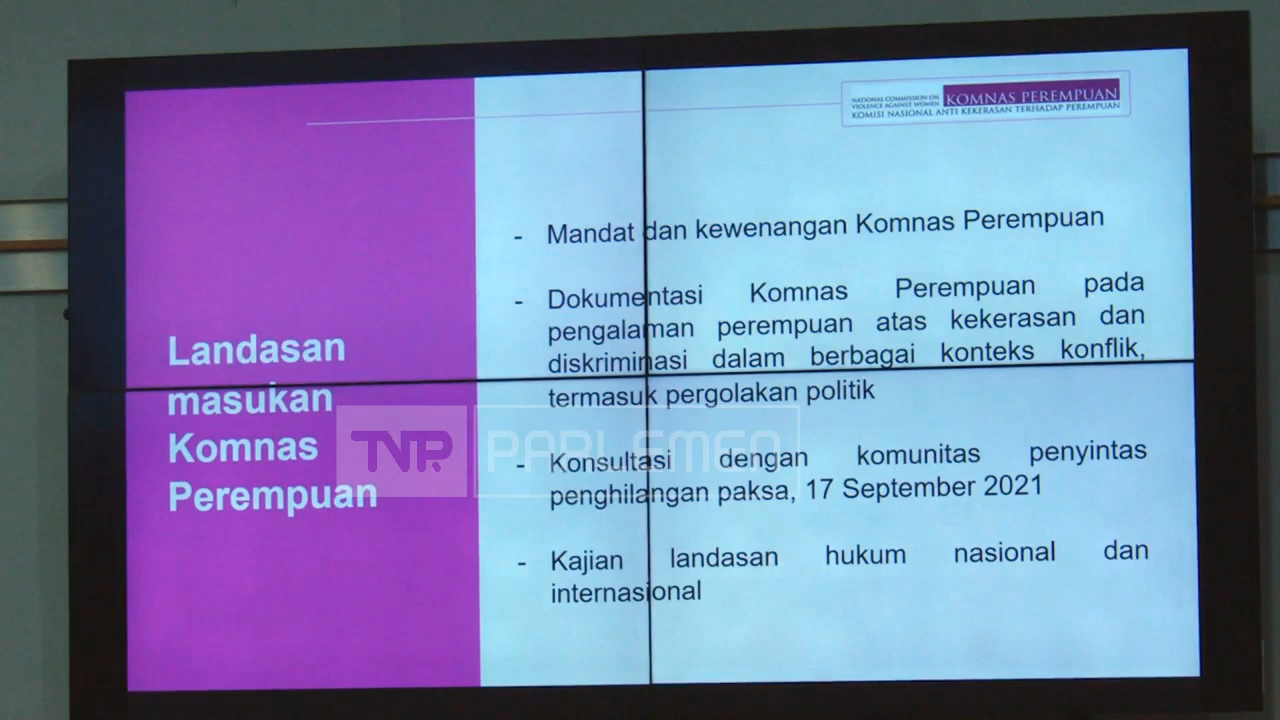 NATIONAL COMMISSION ON
VIOLENCE AGAINST WOMEN
KOMNAS PEREMPUAN
KOMISI NASIONAL ANTI KEKERASAN TERHADAP PEREMPUAN
Landasan
masukan
Komnas
Perempuan
- Mandat dan kewenangan Komnas Perempuan
- Dokumentasi Komnas Perempuan pada
pengalaman perempuan atas kekerasan dan
diskriminasi dalam berbagai konteks konflik,
termasuk pergolakan politik
- Konsultasi dengan komunitas penyintas
penghilangan paksa, 17 September 2021
- Kajian landasan hukum nasional dan
internasional
TVR PARLEMEN